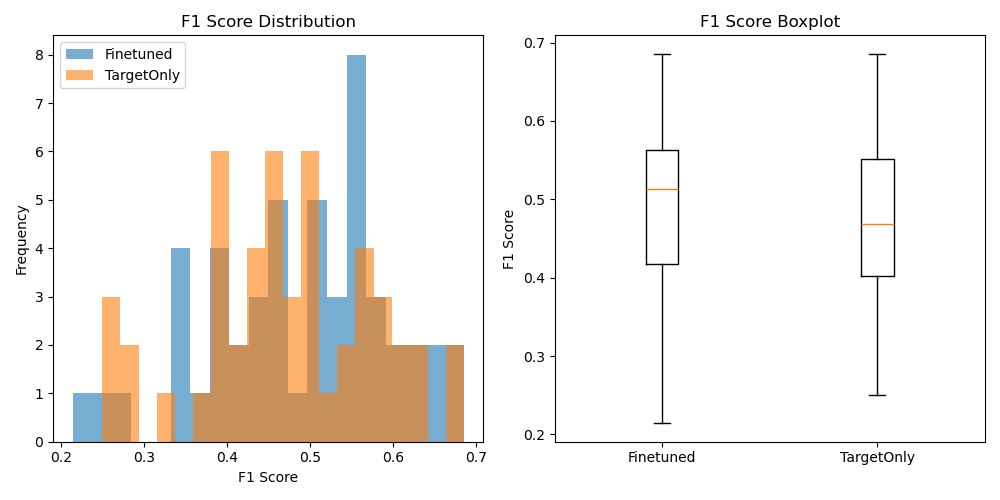 F1 Score Distribution
Finetuned
TargetOnly
8
7
6
5
4
3
2
1
0
Frequency
0.2 0.3 0.4 0.5 0.6 0.7
F1 Score
F1 Score Boxplot
0.7
0.6
0.5
0.4
0.3
0.2
F1 Score
Finetuned TargetOnly